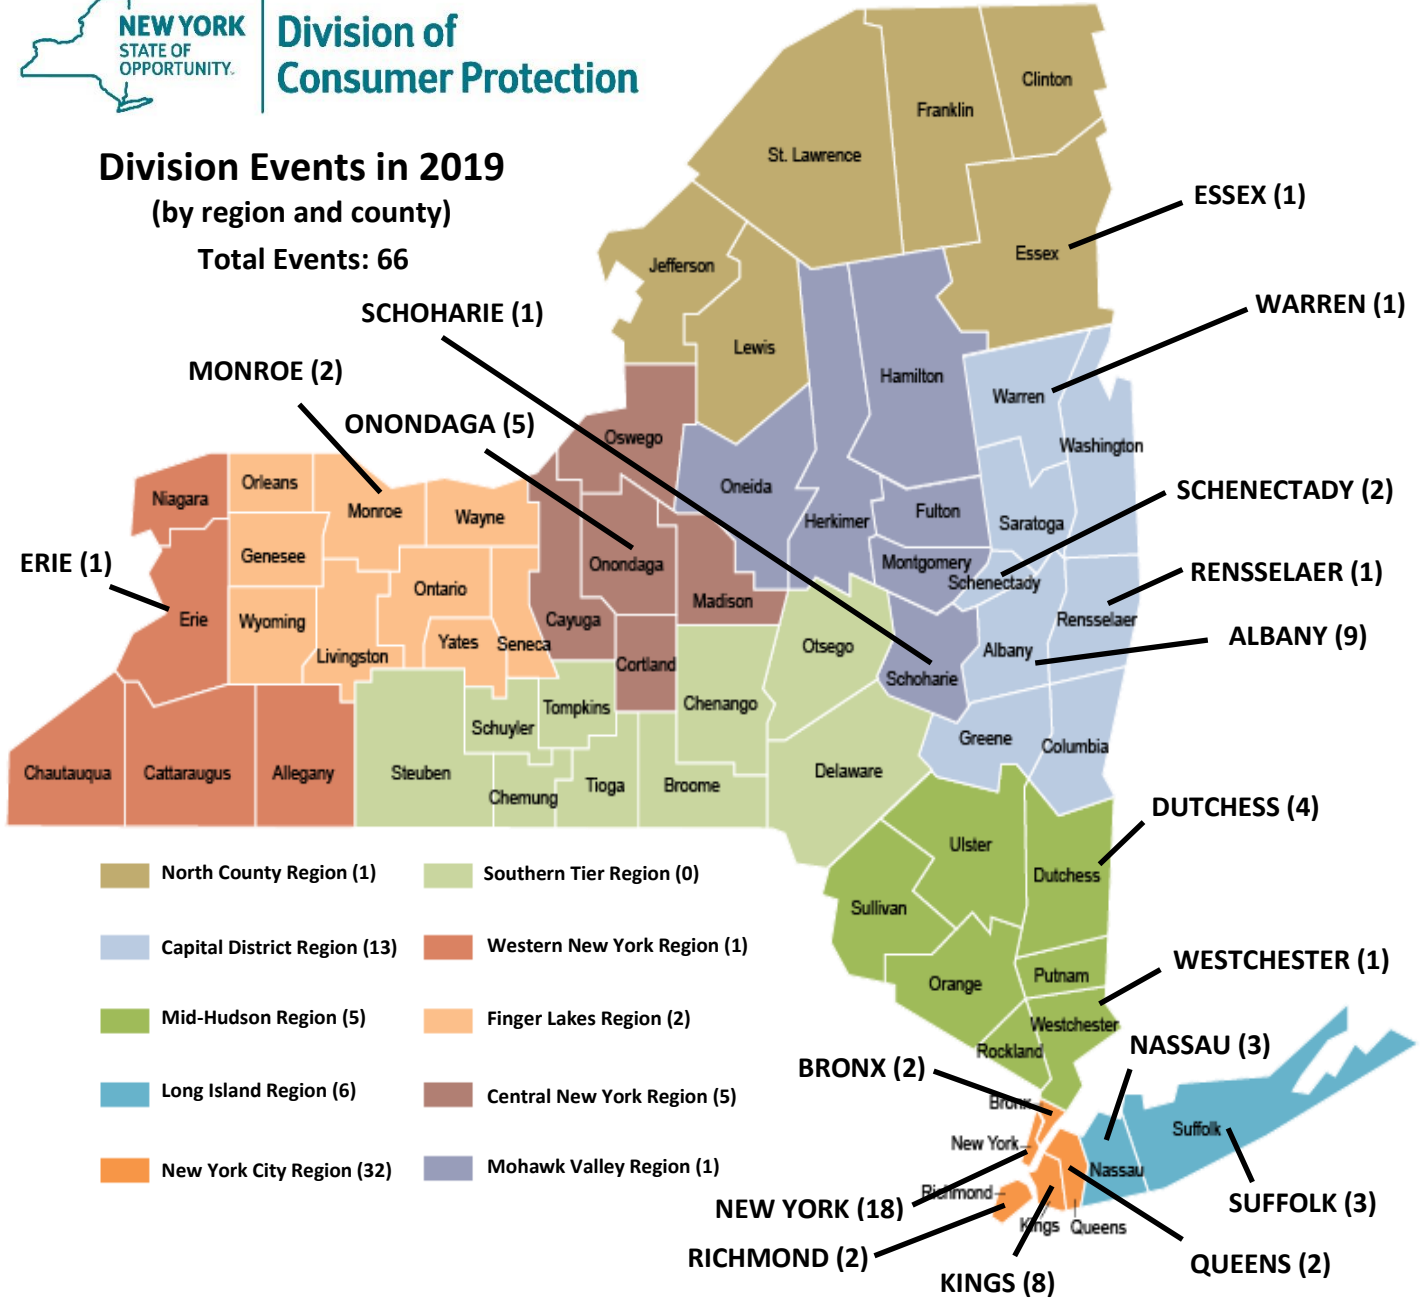 NEW YORK
STATE OF
OPPORTUNITY.
Division of
Consumer Protection
Division Events in 2019
(by region and county)
Total Events: 66
Clinton
Franklin
St. Lawrence
ESSEX (1)
Essex
Jefferson
WARREN (1)
SCHOHARIE (1)
Lewis
MONROE (2)
Hamilton
Warren
ONONDAGA (5)
Oswego
Washington
Orleans
Niagara
Oneida
SCHENECTADY (2)
Monroe
Wayne
Herkimer
Fulton
Saratoga
Genesee
ERIE (1)
Onondaga
Montgomery
Schenectady
RENSSELAER (1)
Ontario
Madison
Erie
Wyoming
Cayuga
Rensselaer
ALBANY (9)
Yates
Seneca
Otsego
Albany
Livingston
Cortland
Schoharie
Tompkins
Chenango
Schuyler
Greene
Columbia
Chautauqua
Cattaraugus
Allegany
Steuben
Delaware
Chemung
Tioga
Broome
DUTCHESS (4)
Ulster
Dutchess
North County Region (1)
Southern Tier Region (0)
Sullivan
Capital District Region (13)
Western New York Region (1)
WESTCHESTER (1)
Putnam
Orange
Mid-Hudson Region (5)
Finger Lakes Region (2)
Westchester
Rockland
NASSAU (3)
BRONX (2)
Long Island Region (6)
Central New York Region (5)
Bronx
Suffolk
New York
New York City Region (32)
Mohawk Valley Region (1)
Nassau
Richmond
NEW YORK (18)
SUFFOLK (3)
Kings
Queens
RICHMOND (2)
QUEENS (2)
KINGS (8)